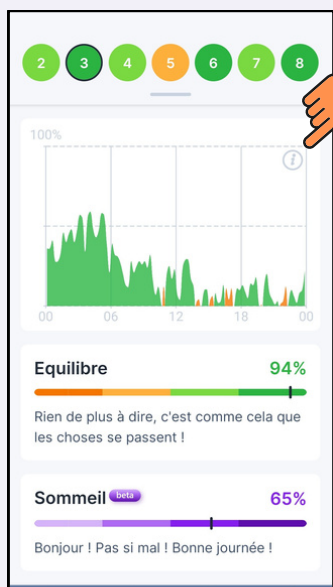 2 3 4 5 6 7 8
100%
i
00 06 12 18 00
Equilibre 94%
Rien de plus à dire, c'est comme cela que
les choses se passent !
Sommeil beta 65%
Bonjour ! Pas si mal ! Bonne journée !